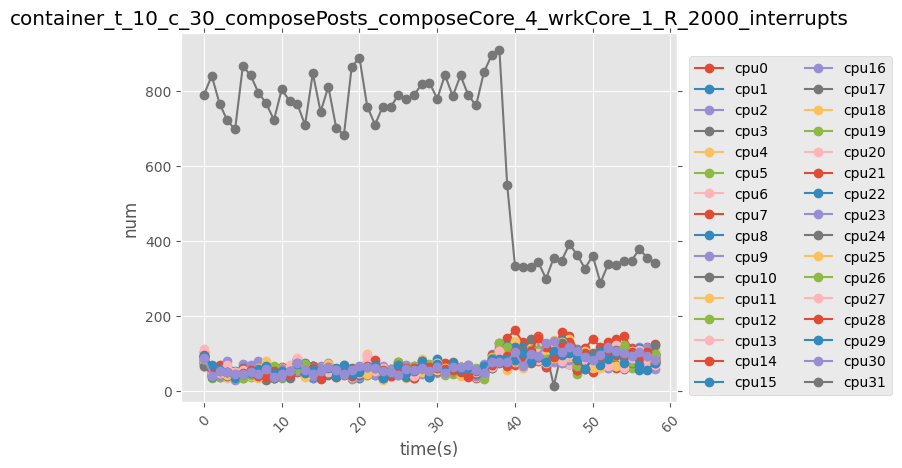 container_t_10_c_30_composePosts_composeCore_4_wrkCore_1_R_2000_interrupts
800
600
400
200
0
num
0 10 20 30 40 50 60
time(s)
cpu0 cpu16
cpu1 cpu17
cpu2 cpu18
cpu3 cpu19
cpu4 cpu20
cpu5 cpu21
cpu6 cpu22
cpu7 cpu23
cpu8 cpu24
cpu9 cpu25
cpu10 cpu26
cpu11 cpu27
cpu12 cpu28
cpu13 cpu29
cpu14 cpu30
cpu15 cpu31